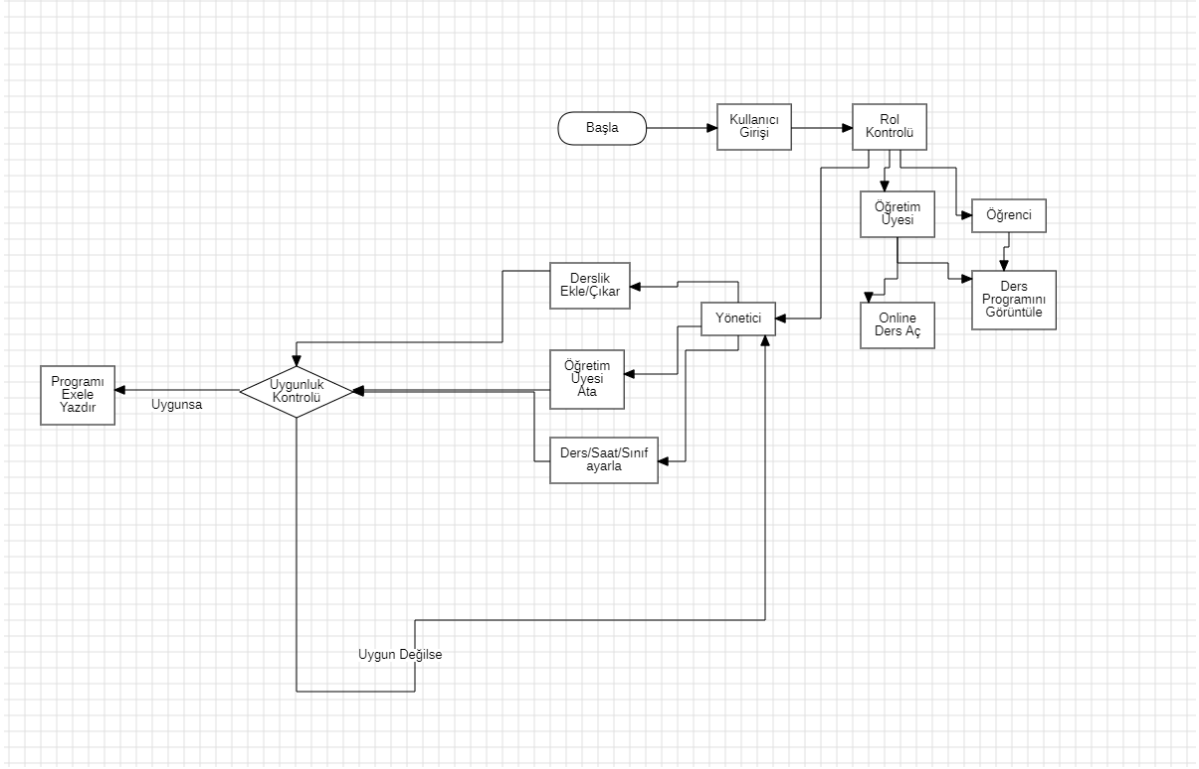 Başla
Kullanıcı
Girişi
Rol
Kontrolü
Öğretim
Üyesi
Öğrenci
Derslik
Ekle/Çıkar
Yönetici
Online
Ders Aç
Ders
Programını
Görüntüle
Öğretim
Üyesi
Ata
Programı
Exele
Yazdır
Uygunsa
Uygunluk
Kontrolü
Ders/Saat/Sınıf
ayarla
Uygun Değilse